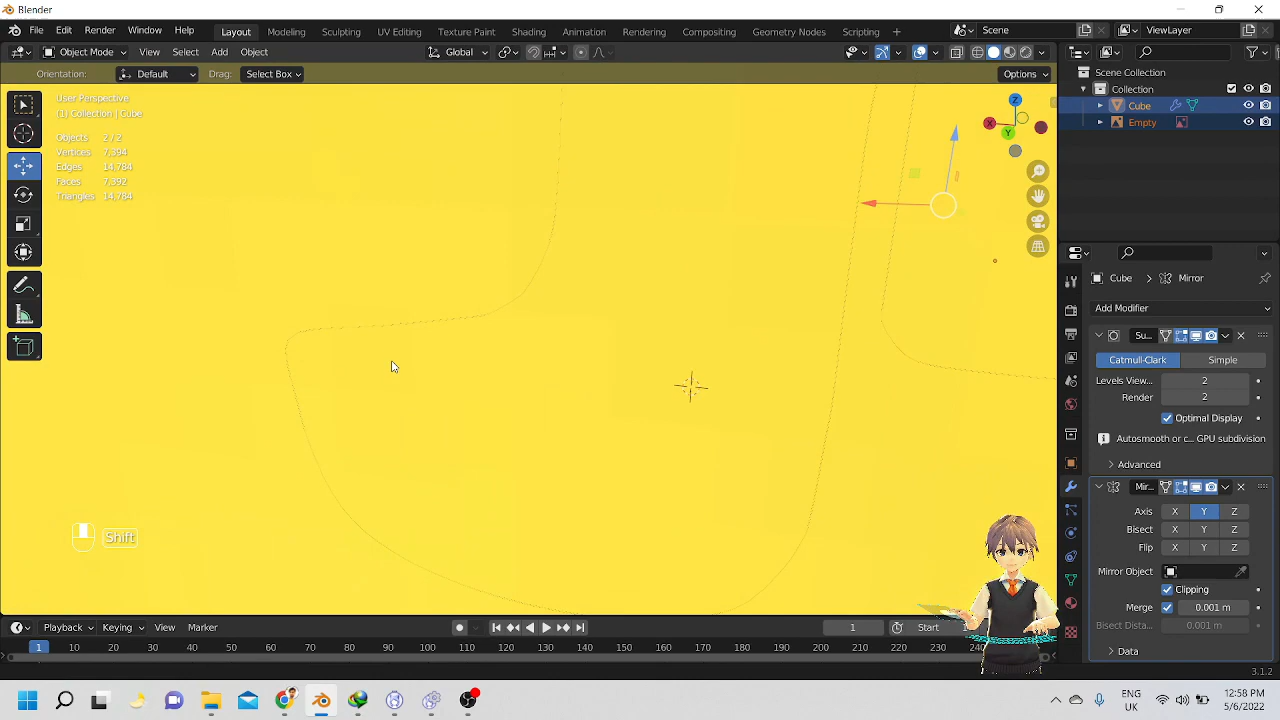 Blender
File Edit Render Window Help Layout Modeling Sculpting UV Editing Texture Paint Shading Animation Rendering Compositing Geometry Nodes Scripting + Scene ViewLayer
Object Mode View Select Add Object Global
Orientation: Default Drag: Select Box Options
User Perspective
(1) Collection | Cube
Objects 2 / 2
Vertices 7,394
Edges 14,784
Faces 7,392
Triangles 14,784
Z
X
Y
Shift
Scene Collection
Collection
Cube
Empty
Cube > Mirror
Add Modifier
Su...
Catmull-Clark Simple
Levels View... 2
Render 2
Optimal Display
Autosmooth or c... GPU subdivision
Advanced
Mir...
Axis X Y Z
Bisect X Y Z
Flip X Y Z
Mirror Object
Clipping
Merge 0.001 m
Bisect Dista... 0.001 m
Data
Playback Keying View Marker 1 Start
1 10 20 30 40 50 60 70 80 90 100 110 120 130 140 150 160 170 180 190 200 210 220 230 240
3.1.2
ENG
UK
12:58 PM
5/6/2022